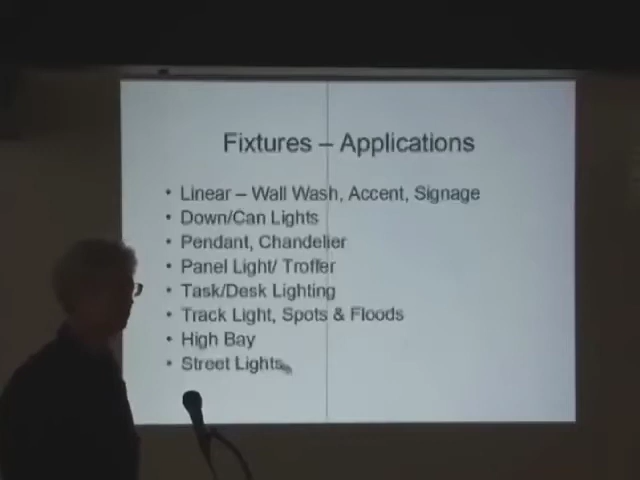 Fixtures – Applications
• Linear – Wall Wash, Accent, Signage
• Down/Can Lights
• Pendant, Chandelier
• Panel Light/ Troffer
• Task/Desk Lighting
• Track Light, Spots & Floods
• High Bay
• Street Lights